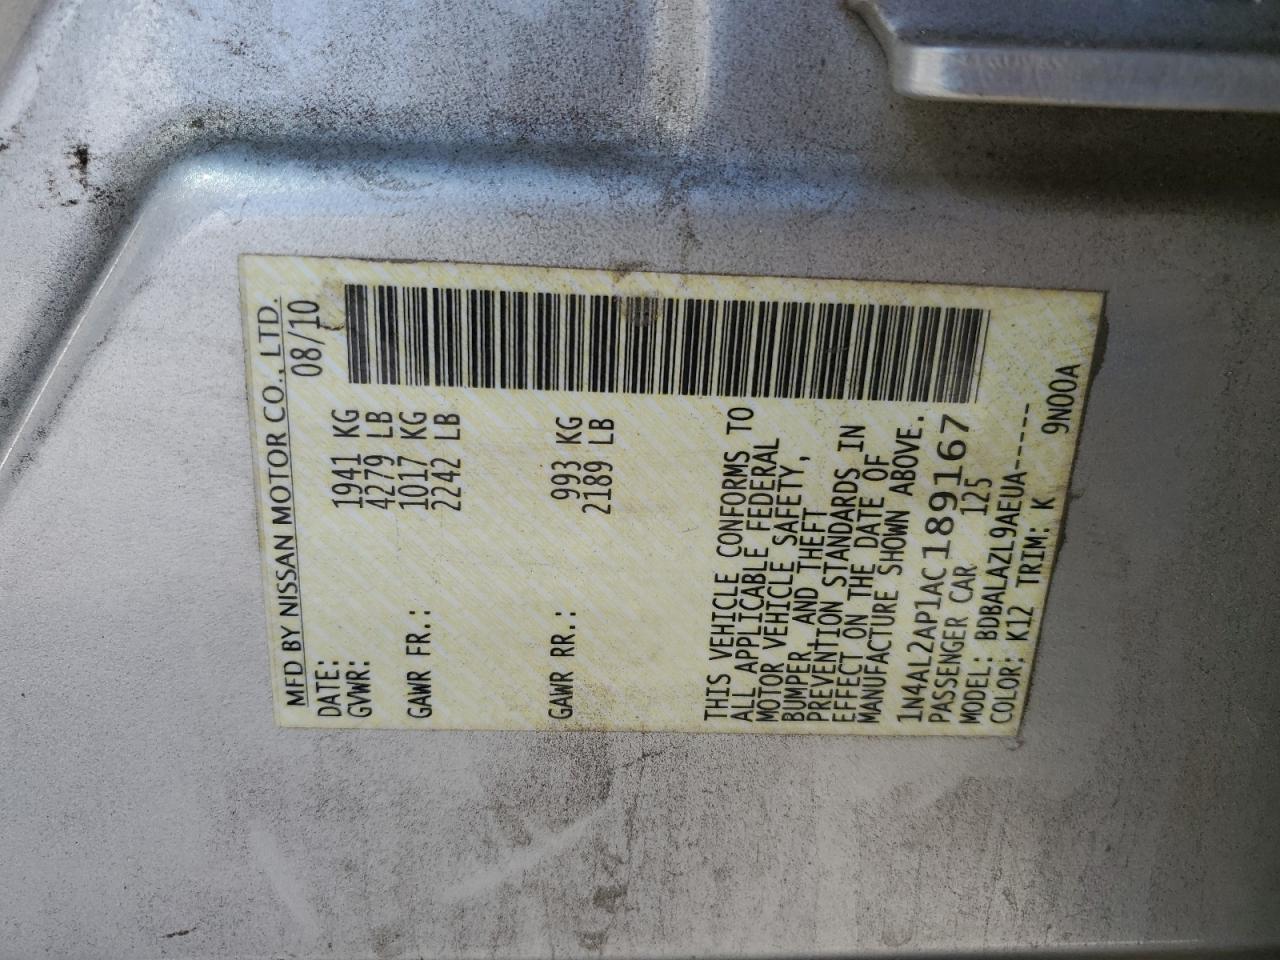 MFD BY NISSAN MOTOR CO., LTD.
DATE: 08/10
GVWR: 1941 KG
4279 LB
GAWR FR.: 1017 KG
2242 LB
GAWR RR.: 993 KG
2189 LB
THIS VEHICLE CONFORMS TO
ALL APPLICABLE FEDERAL
MOTOR VEHICLE SAFETY,
BUMPER, AND THEFT
PREVENTION STANDARDS IN
EFFECT ON THE DATE OF
MANUFACTURE SHOWN ABOVE.
1N4AL2AP1AC189167
PASSENGER CAR 125
MODEL: BDBALAZL9AEUA-----
COLOR: K12 TRIM: K 9N00A